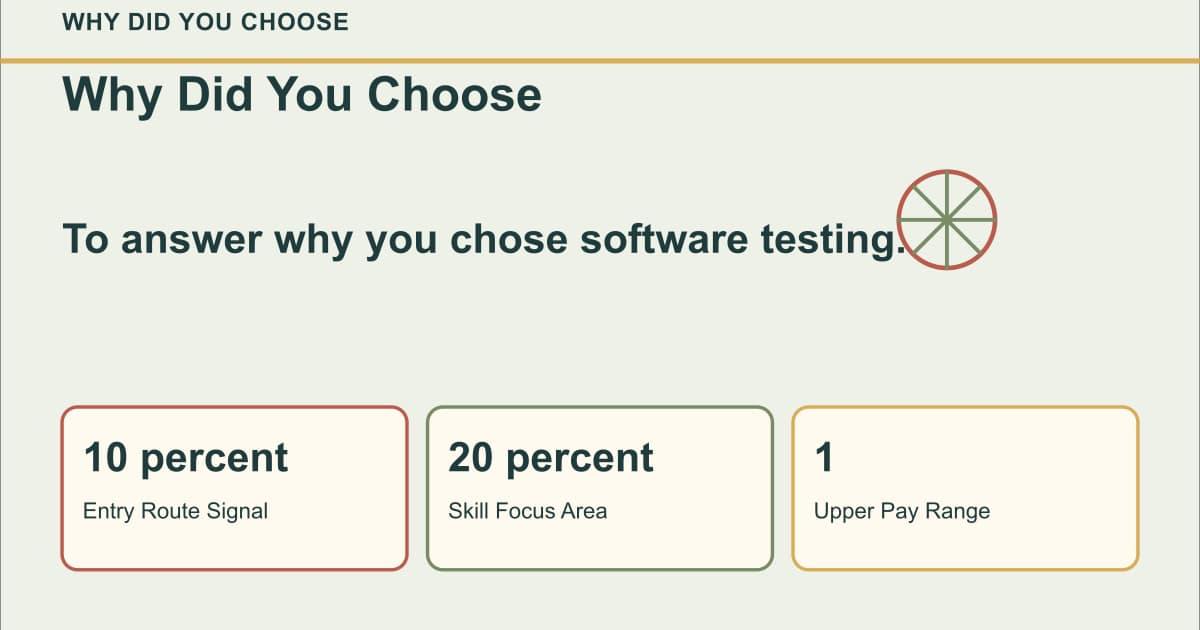 WHY DID YOU CHOOSE
Why Did You Choose
To answer why you chose software testing.
10 percent
Entry Route Signal
20 percent
Skill Focus Area
1
Upper Pay Range